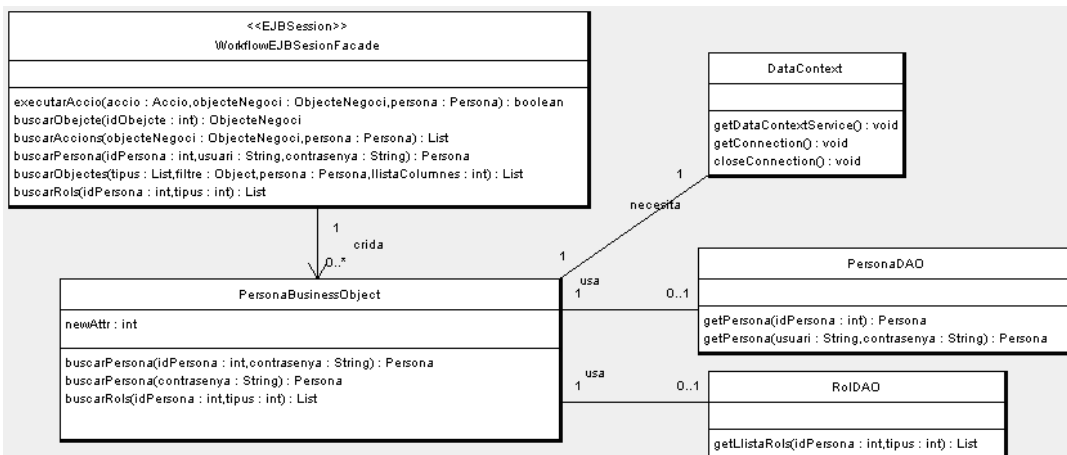 <<EJBSession>>
WorkflowEJBSesionFacade
executarAccio(accio : Accio,objecteNegoci : ObjecteNegoci,persona : Persona) : boolean
buscarObejcte(idObejcte : int) : ObjecteNegoci
buscarAccions(objecteNegoci : ObjecteNegoci,persona : Persona) : List
buscarPersona(idPersona : int,usuari : String,contrasenya : String) : Persona
buscarObjectes(tipus : List,filtre : Object,persona : Persona,llistaColumnes : int) : List
buscarRols(idPersona : int,tipus : int) : List
DataContext
getDataContextService() : void
getConnection() : void
closeConnection() : void
1
necesita
1
1
crida
0..*
PersonaBusinessObject
newAttr : int
buscarPersona(idPersona : int,contrasenya : String) : Persona
buscarPersona(contrasenya : String) : Persona
buscarRols(idPersona : int,tipus : int) : List
usa
1
0..1
PersonaDAO
getPersona(idPersona : int) : Persona
getPersona(usuari : String,contrasenya : String) : Persona
usa
1
0..1
RolDAO
getLlistaRols(idPersona : int,tipus : int) : List